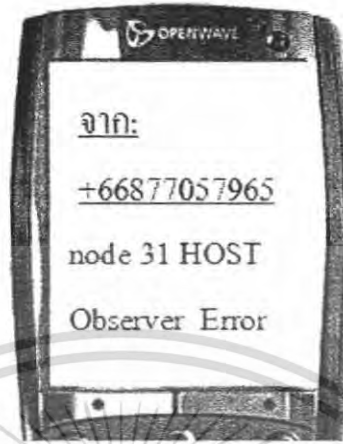 OPENWAVE
จาก:
+66877057965
node 31 HOST
Observer Error